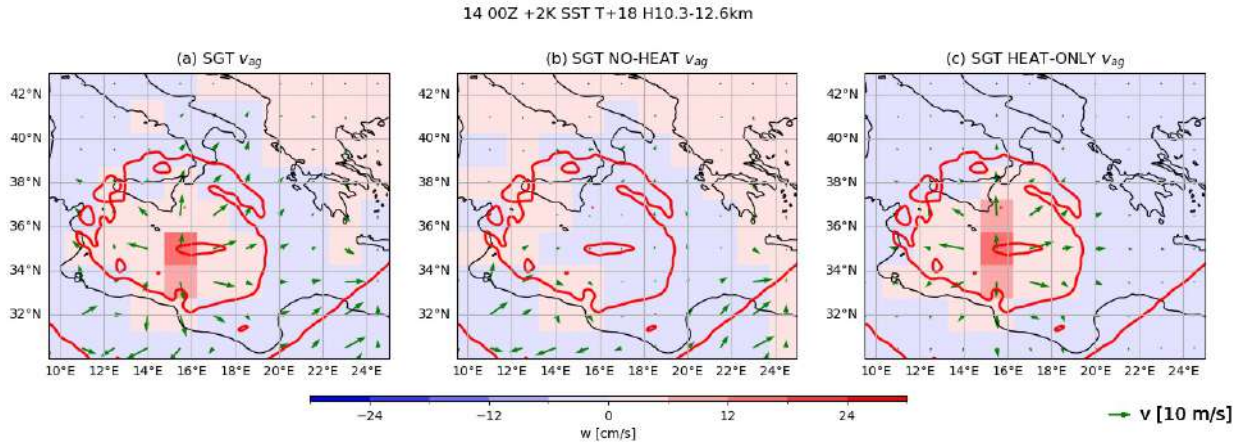 14 00Z +2K SST T+18 H10.3-12.6km
(a) SGT v_ag
(b) SGT NO-HEAT v_ag
(c) SGT HEAT-ONLY v_ag
42°N
40°N
38°N
36°N
34°N
32°N
10°E 12°E 14°E 16°E 18°E 20°E 22°E 24°E
42°N
40°N
38°N
36°N
34°N
32°N
10°E 12°E 14°E 16°E 18°E 20°E 22°E 24°E
42°N
40°N
38°N
36°N
34°N
32°N
10°E 12°E 14°E 16°E 18°E 20°E 22°E 24°E
−24 −12 0 12 24
w [cm/s]
v [10 m/s]